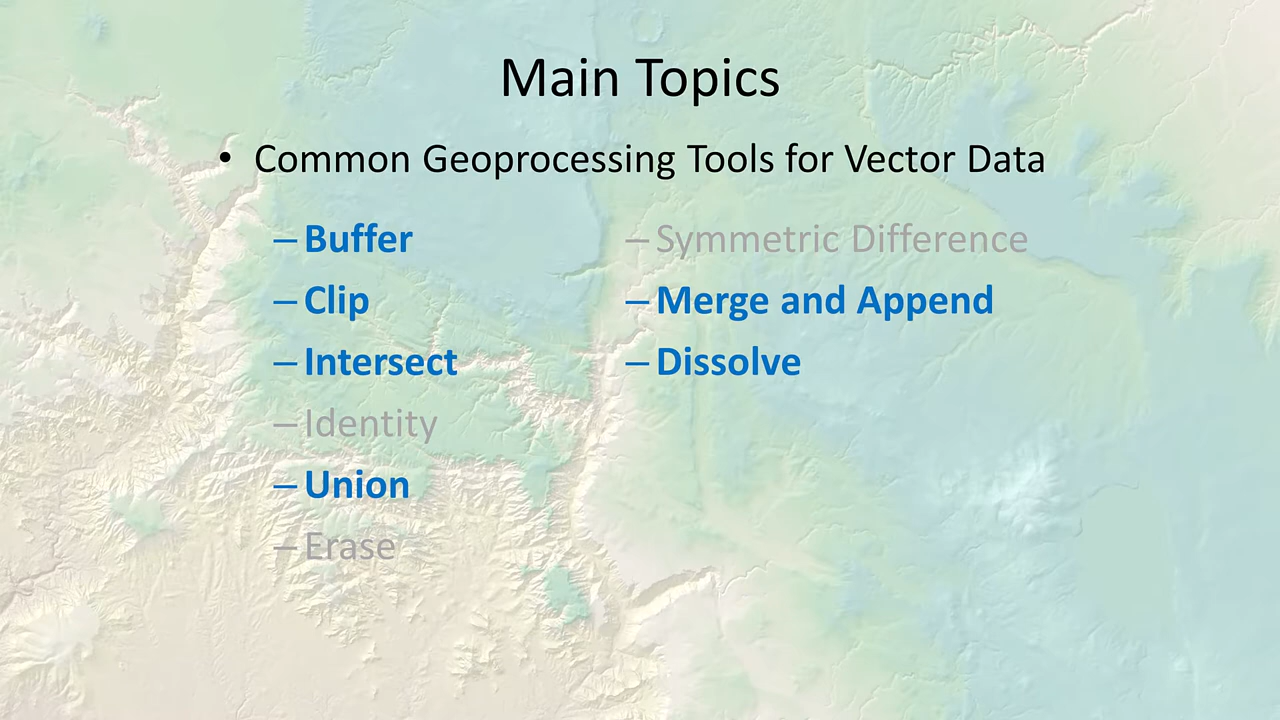 Main Topics
• Common Geoprocessing Tools for Vector Data
– Buffer
– Clip
– Intersect
– Identity
– Union
– Erase
– Symmetric Difference
– Merge and Append
– Dissolve